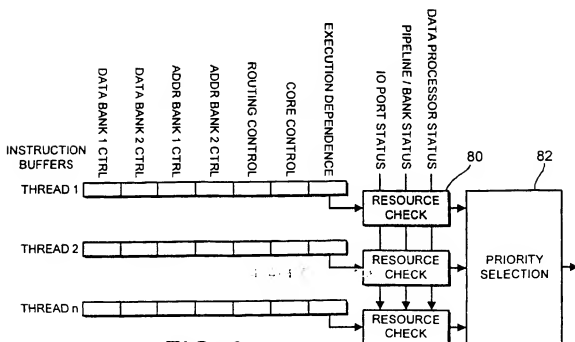 DATA BANK 1 CTRL
DATA BANK 2 CTRL
ADDR BANK 1 CTRL
ADDR BANK 2 CTRL
ROUTING CONTROL
CORE CONTROL
EXECUTION DEPENDENCE
IO PORT STATUS
PIPELINE / BANK STATUS
DATA PROCESSOR STATUS
80
82
INSTRUCTION
BUFFERS
THREAD 1
RESOURCE
CHECK
THREAD 2
RESOURCE
CHECK
PRIORITY
SELECTION
THREAD n
RESOURCE
CHECK